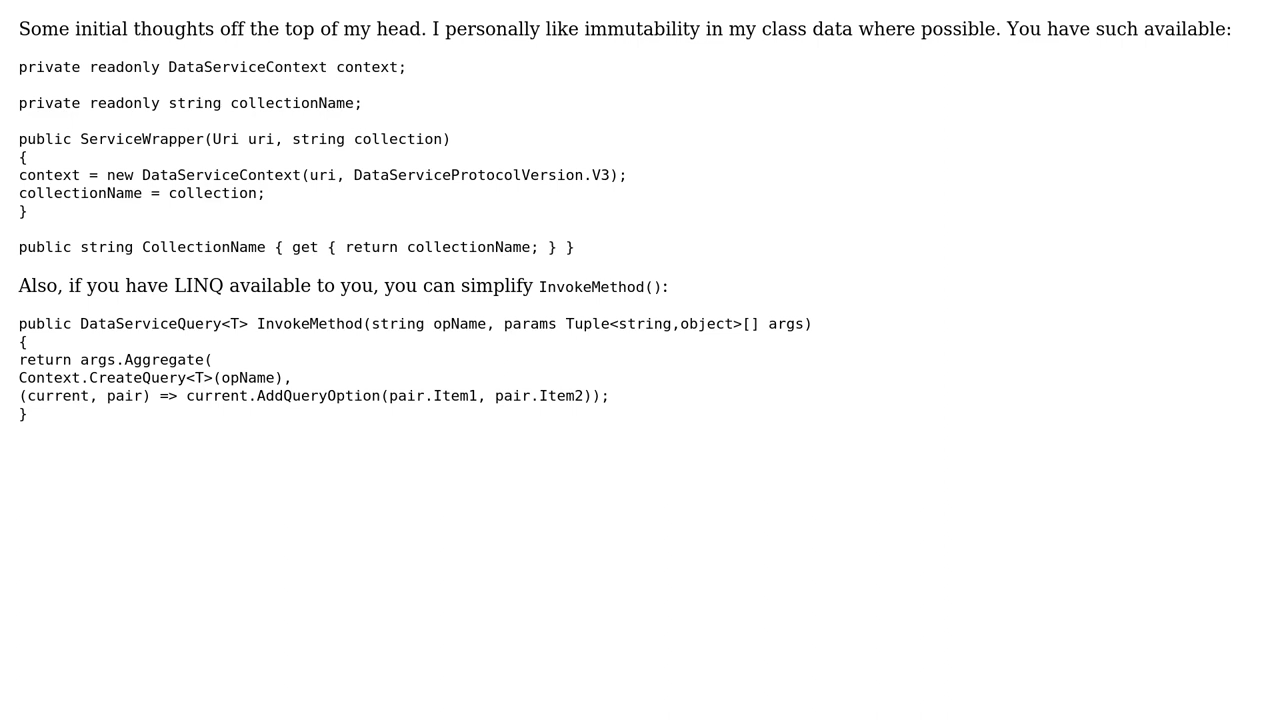 Some initial thoughts off the top of my head. I personally like immutability in my class data where possible. You have such available:
private readonly DataServiceContext context;
private readonly string collectionName;
public ServiceWrapper(Uri uri, string collection)
{
context = new DataServiceContext(uri, DataServiceProtocolVersion.V3);
collectionName = collection;
}
public string CollectionName { get { return collectionName; } }
Also, if you have LINQ available to you, you can simplify InvokeMethod():
public DataServiceQuery<T> InvokeMethod(string opName, params Tuple<string,object>[] args)
{
return args.Aggregate(
Context.CreateQuery<T>(opName),
(current, pair) => current.AddQueryOption(pair.Item1, pair.Item2));
}